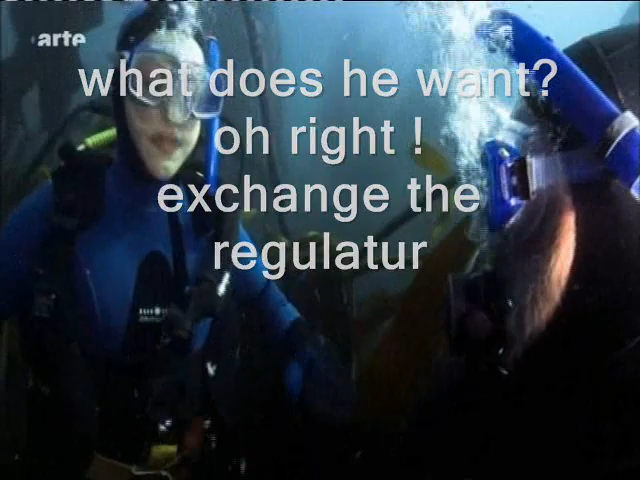 arte
what does he want?
oh right !
exchange the
regulatur